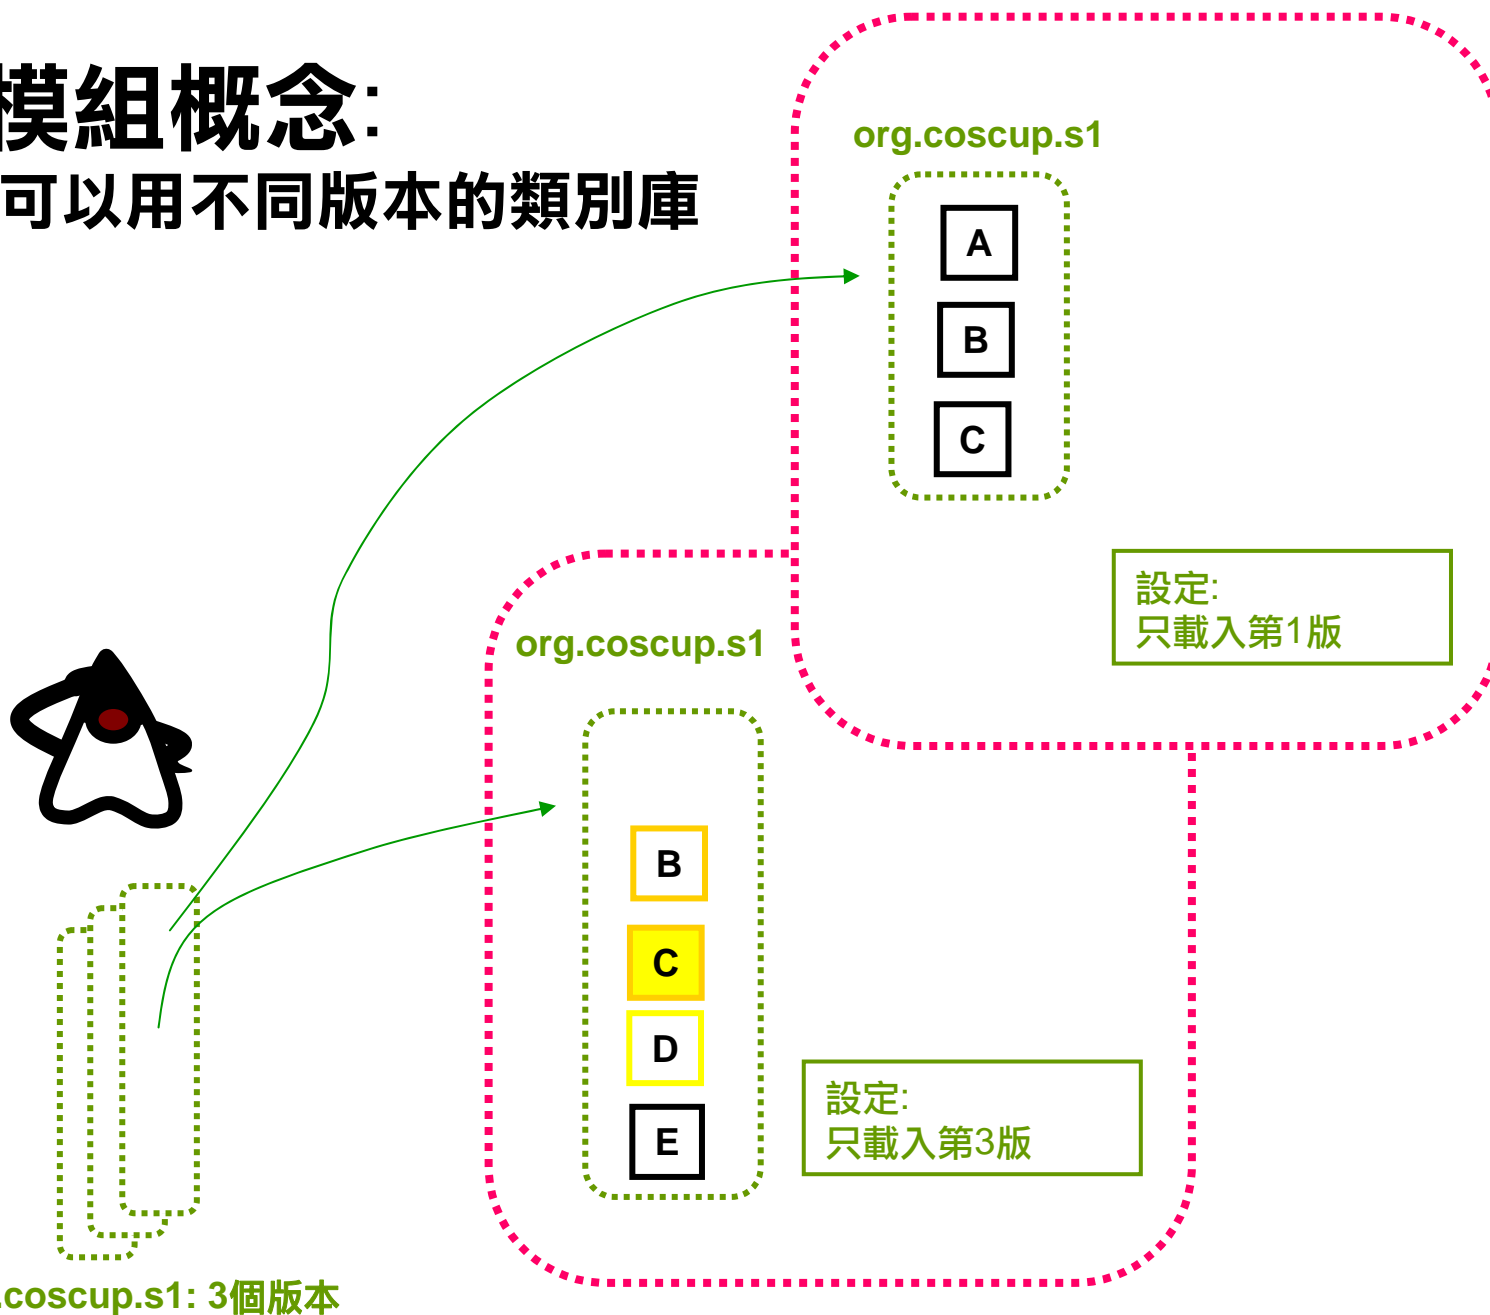 模組概念:
可以用不同版本的類別庫
org.coscup.s1
A
B
C
設定:
只載入第1版
org.coscup.s1
B
C
D
E
設定:
只載入第3版
.coscup.s1: 3個版本